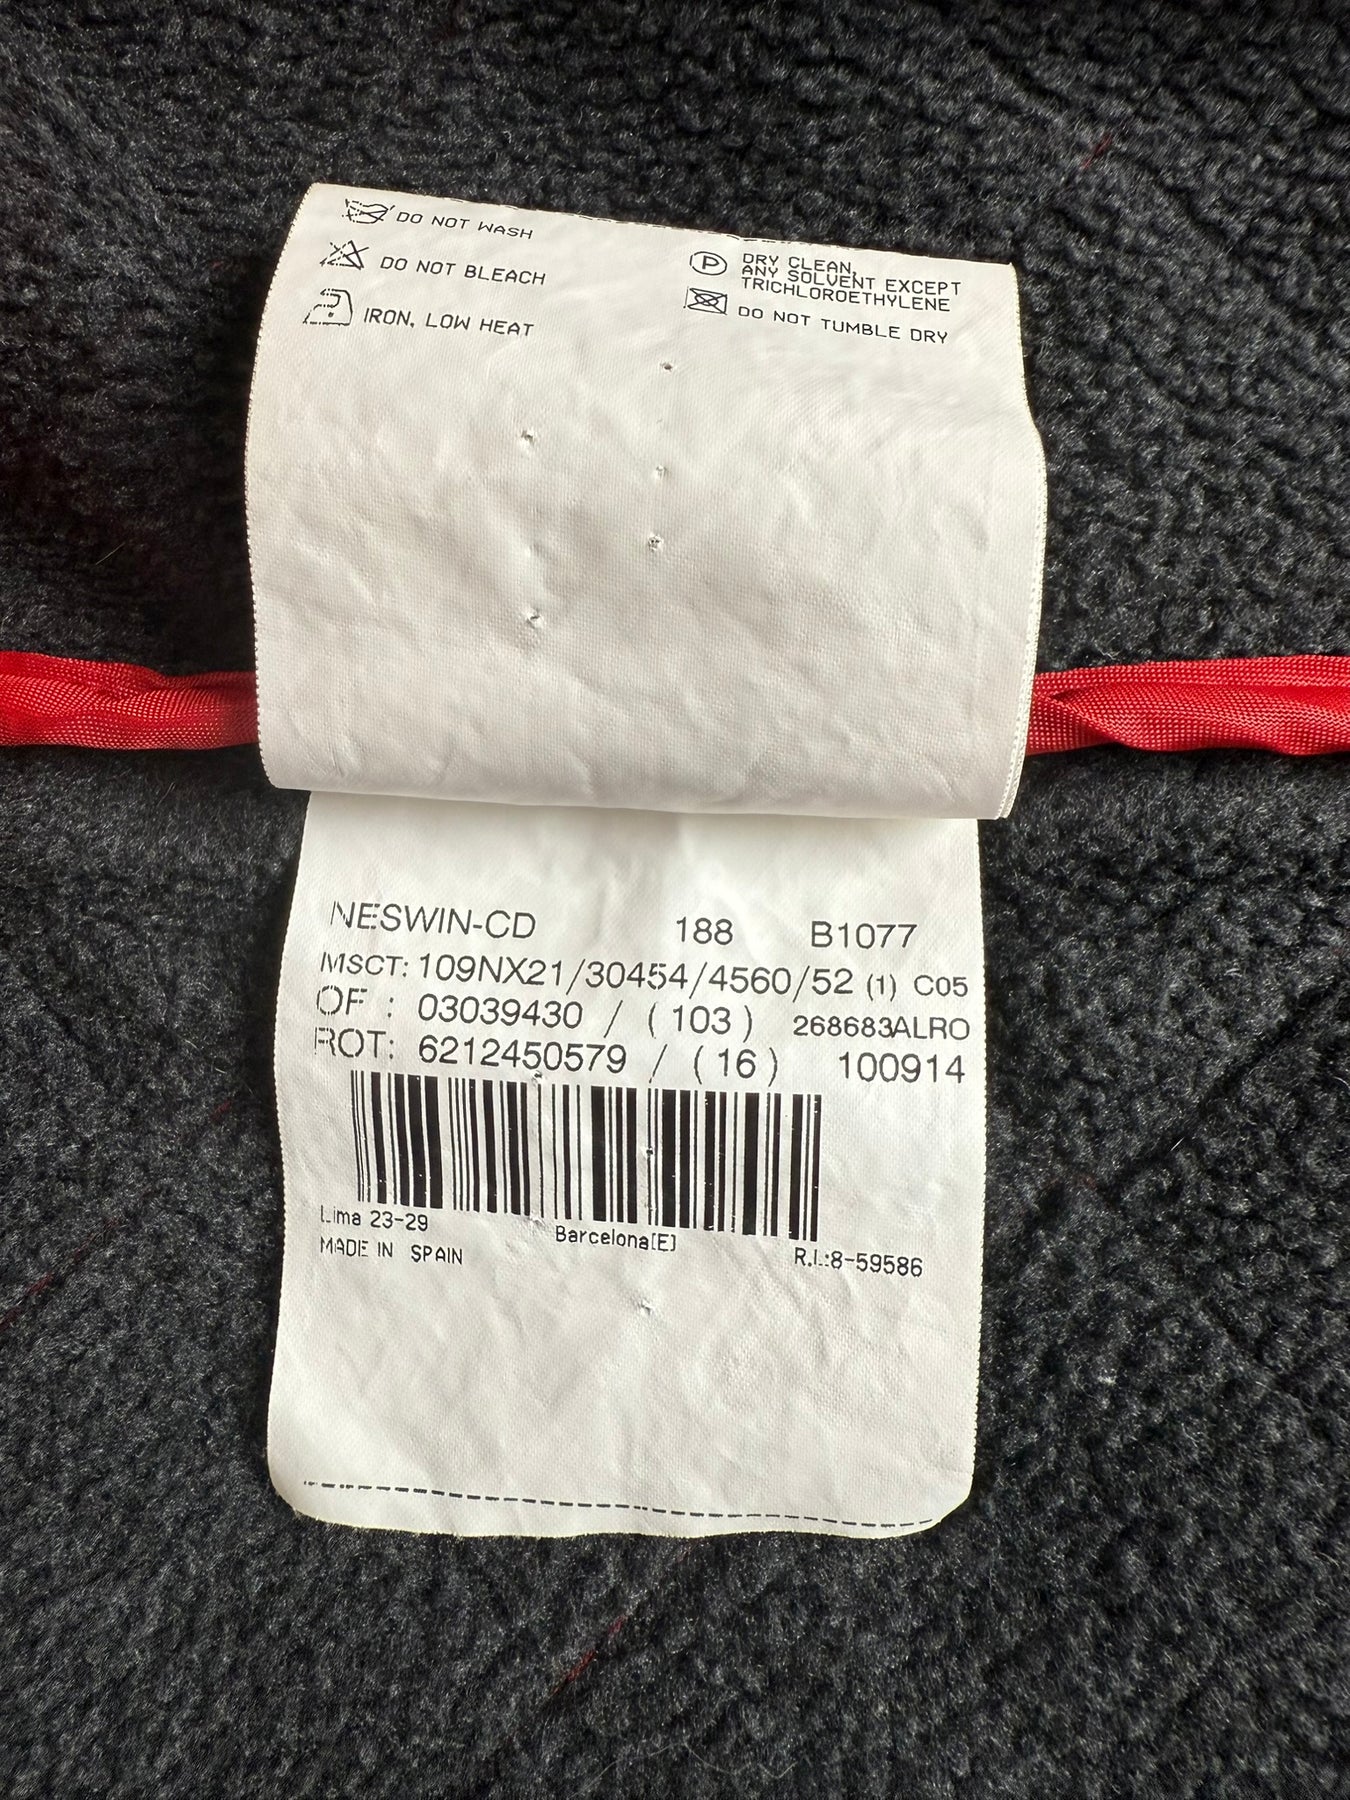 DO NOT WASH
DO NOT BLEACH
IRON, LOW HEAT
P
DRY CLEAN,
ANY SOLVENT EXCEPT
TRICHLOROETHYLENE
DO NOT TUMBLE DRY
NESWIN-CD 188 B1077
MSCT: 109NX21/30454/4560/52 (1) C05
OF : 03039430 / (103) 268683ALRO
ROT: 6212450579 / (16) 100914
Lima 23-29 Barcelona[E] R.I.:8-59586
MADE IN SPAIN